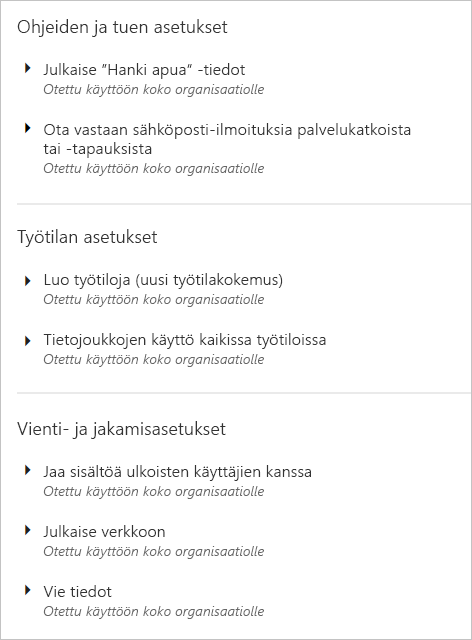 Ohjeiden ja tuen asetukset
Julkaise ”Hanki apua” -tiedot
Otettu käyttöön koko organisaatiolle
Ota vastaan sähköposti-ilmoituksia palvelukatkoista
tai -tapauksista
Otettu käyttöön koko organisaatiolle
Työtilan asetukset
Luo työtiloja (uusi työtilakokemus)
Otettu käyttöön koko organisaatiolle
Tietojoukkojen käyttö kaikissa työtiloissa
Otettu käyttöön koko organisaatiolle
Vienti- ja jakamisasetukset
Jaa sisältöä ulkoisten käyttäjien kanssa
Otettu käyttöön koko organisaatiolle
Julkaise verkkoon
Otettu käyttöön koko organisaatiolle
Vie tiedot
Otettu käyttöön koko organisaatiolle